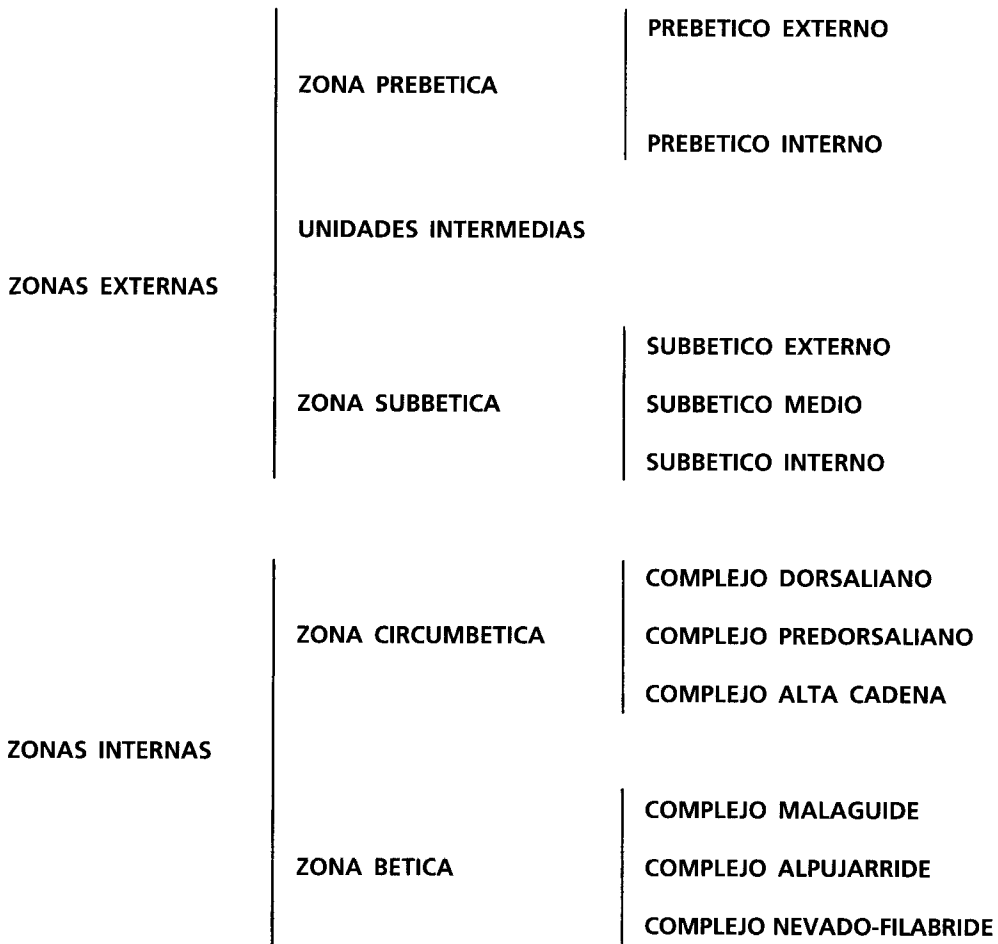 PREBETICO EXTERNO
ZONA PREBETICA
PREBETICO INTERNO
UNIDADES INTERMEDIAS
ZONAS EXTERNAS
SUBBETICO EXTERNO
ZONA SUBBETICA
SUBBETICO MEDIO
SUBBETICO INTERNO
COMPLEJO DORSALIANO
ZONA CIRCUMBETICA
COMPLEJO PREDORSALIANO
COMPLEJO ALTA CADENA
ZONAS INTERNAS
COMPLEJO MALAGUIDE
ZONA BETICA
COMPLEJO ALPUJARRIDE
COMPLEJO NEVADO-FILABRIDE